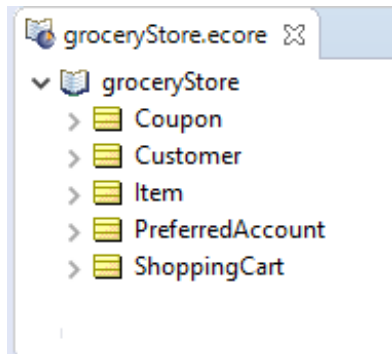 groceryStore.ecore
groceryStore
Coupon
Customer
Item
PreferredAccount
ShoppingCart